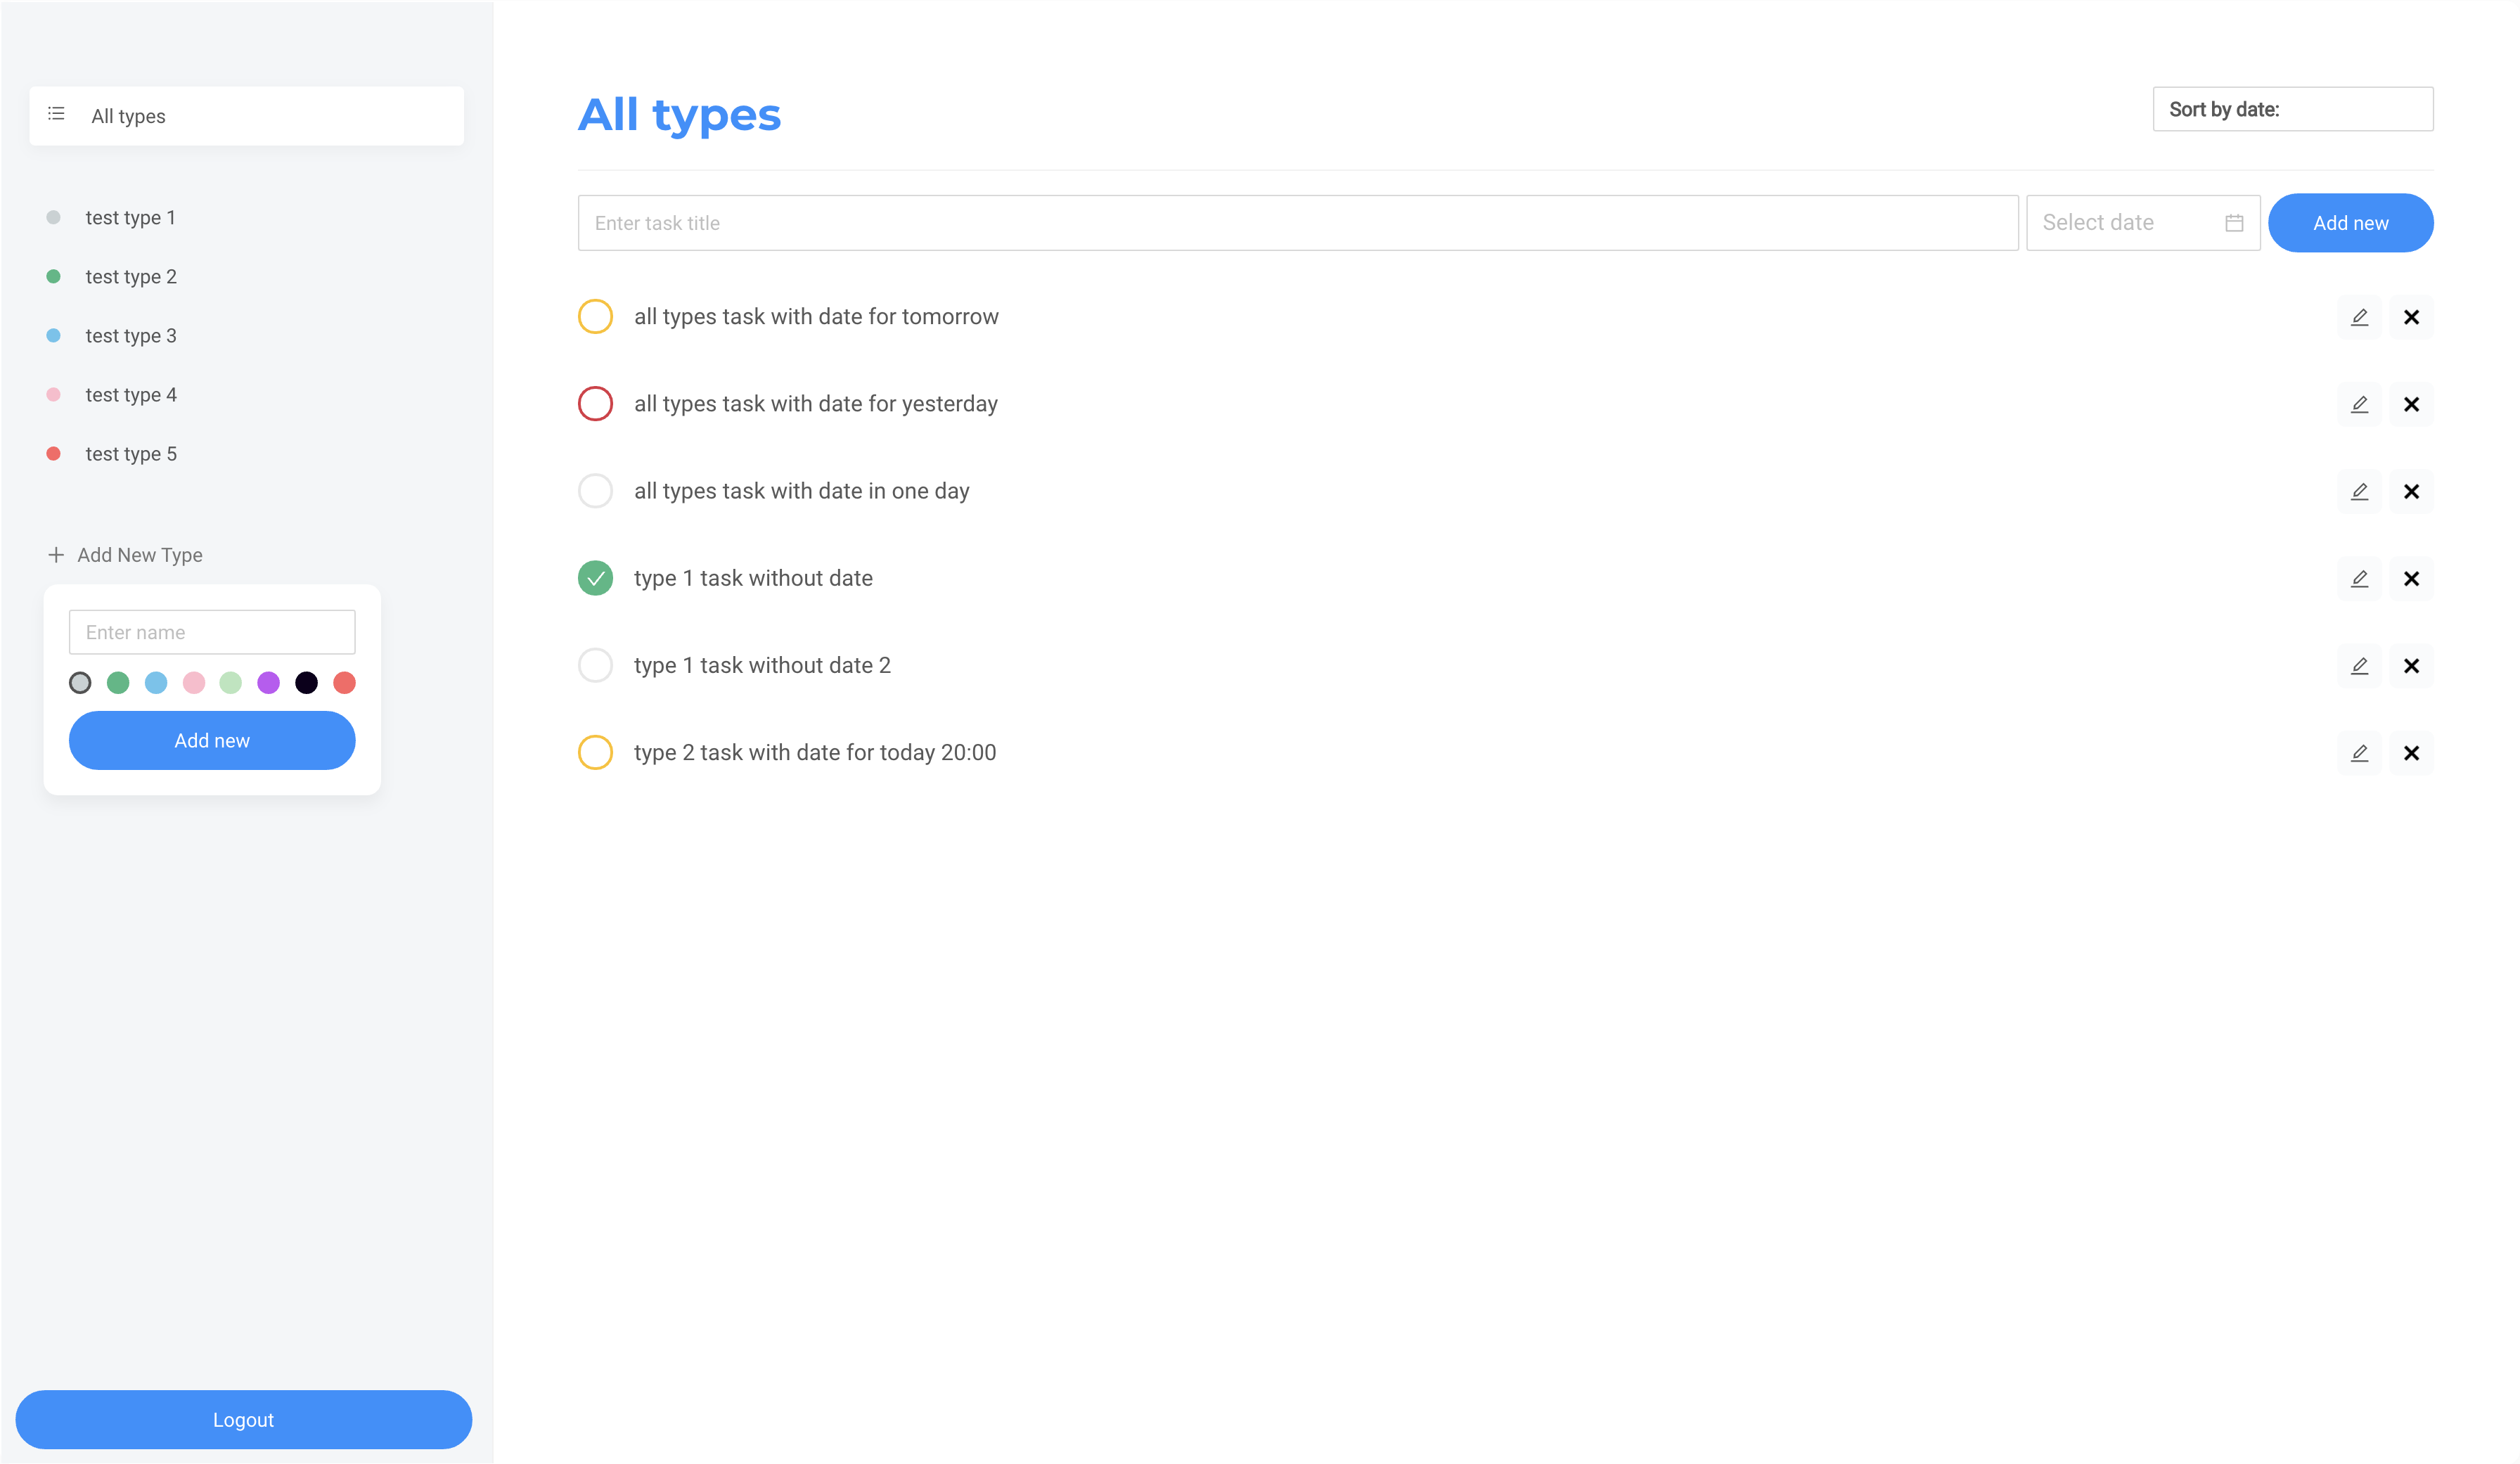 All types
test type 1
test type 2
test type 3
test type 4
test type 5
Add New Type
Enter name
Add new
Logout
All types
Sort by date:
Enter task title
Select date
Add new
all types task with date for tomorrow
all types task with date for yesterday
all types task with date in one day
type 1 task without date
type 1 task without date 2
type 2 task with date for today 20:00